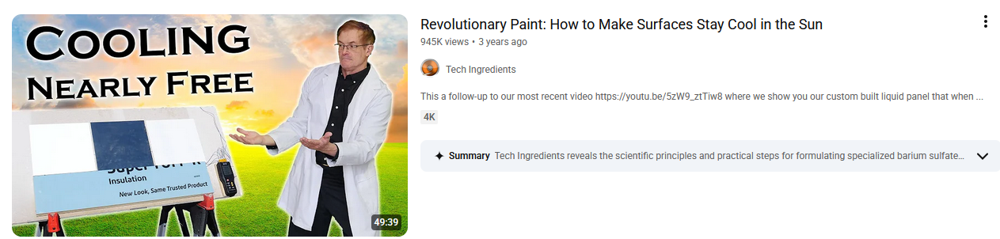 COOLING
NEARLY FREE
Insulation
New Look, Same Trusted Product
49:39
Revolutionary Paint: How to Make Surfaces Stay Cool in the Sun
945K views • 3 years ago
Tech Ingredients
This a follow-up to our most recent video https://youtu.be/5zW9_ztTiw8 where we show you our custom built liquid panel that when ...
4K
Summary Tech Ingredients reveals the scientific principles and practical steps for formulating specialized barium sulfate...